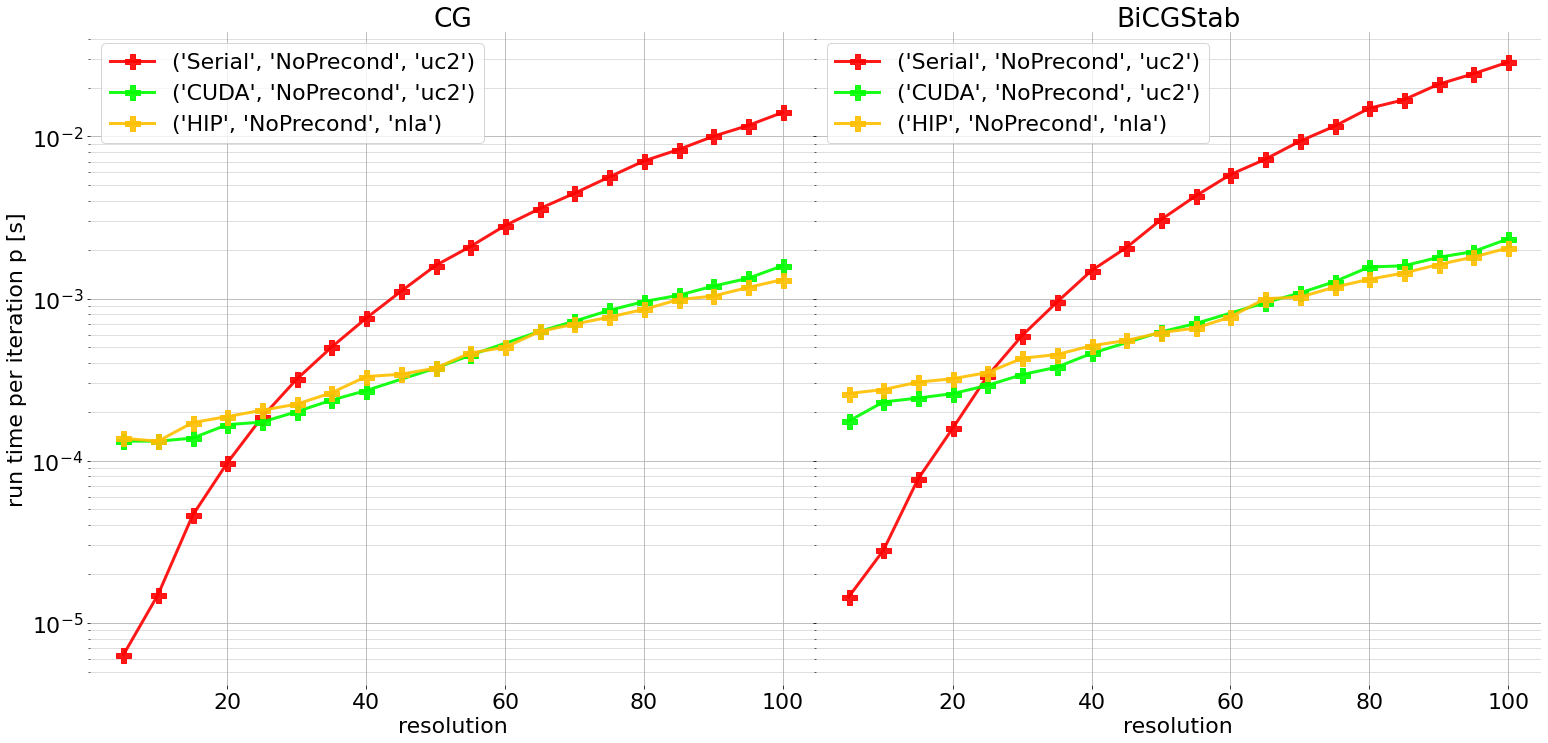 CG
('Serial', 'NoPrecond', 'uc2')
('CUDA', 'NoPrecond', 'uc2')
('HIP', 'NoPrecond', 'nla')
run time per iteration p [s]
10⁻²
10⁻³
10⁻⁴
10⁻⁵
20 40 60 80 100
resolution
BiCGStab
('Serial', 'NoPrecond', 'uc2')
('CUDA', 'NoPrecond', 'uc2')
('HIP', 'NoPrecond', 'nla')
20 40 60 80 100
resolution